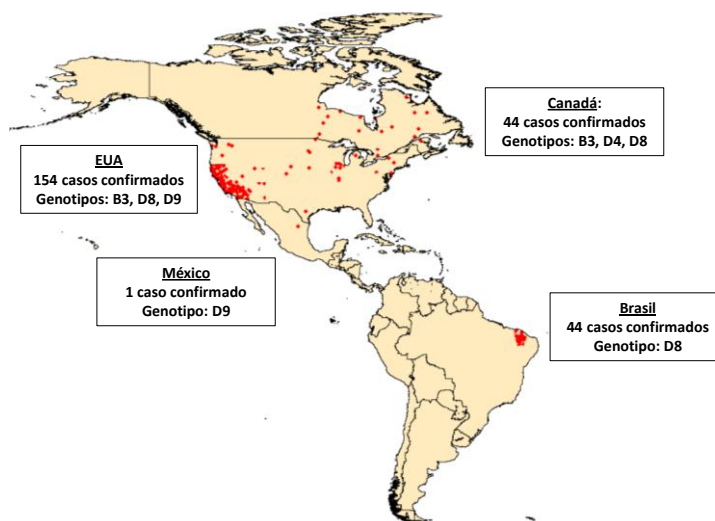 Canadá:
44 casos confirmados
Genotipos: B3, D4, D8
EUA
154 casos confirmados
Genotipos: B3, D8, D9
México
1 caso confirmado
Genotipo: D9
Brasil
44 casos confirmados
Genotipo: D8